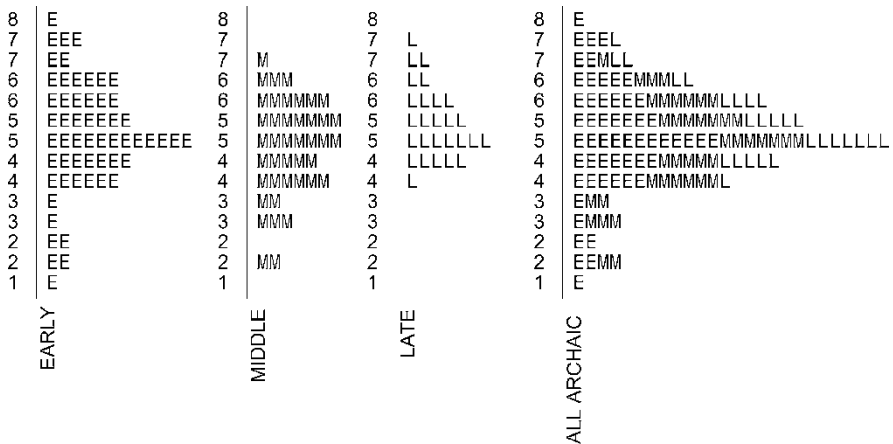 8 E 8 8 8 E
7 EEE 7 7 L 7 EEEL
7 EE 7 M 7 LL 7 EEMLL
6 EEEEEE 6 MMM 6 LL 6 EEEEEMMMLL
6 EEEEEE 6 MMMMMM 6 LLLL 6 EEEEEEMMMMMMLLLL
5 EEEEEEE 5 MMMMMMM 5 LLLLL 5 EEEEEEEMMMMMMMLLLLL
5 EEEEEEEEEEEE 5 MMMMMMM 5 LLLLLLL 5 EEEEEEEEEEEEMMMMMMMLLLLLLL
4 EEEEEEE 4 MMMMM 4 LLLLL 4 EEEEEEEMMMMMLLLLL
4 EEEEEE 4 MMMMMM 4 L 4 EEEEEEMMMMMML
3 E 3 MM 3 3 EMM
3 E 3 MMM 3 3 EMMM
2 EE 2 2 2 EE
2 EE 2 MM 2 2 EEMM
1 E 1 1 1 E
EARLY
MIDDLE
LATE
ALL ARCHAIC